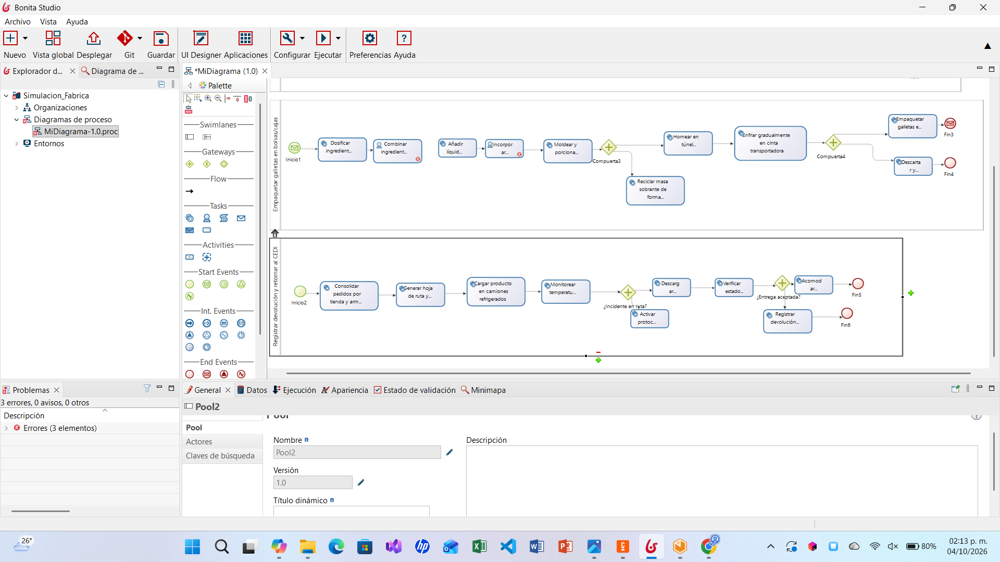 Bonita Studio
Archivo Vista Ayuda
Nuevo Vista global Desplegar Git Guardar UI Designer Aplicaciones Configurar Ejecutar Preferencias Ayuda
Explorador d... Diagrama de ...
*MiDiagrama (1.0)
Palette
Simulacion_Fabrica
Organizaciones
Diagramas de proceso
MiDiagrama-1.0.proc
Entornos
Swimlanes
Gateways
Flow
Tasks
Activities
Start Events
Int. Events
End Events
Empaquetar galletas en bolsas/cajas
Inicio1
Dosificar
ingredient...
Combinar
ingredient...
Añadir
líquid...
Incorpor
ar...
Moldear y
porciona...
Compuerta3
Reciclar masa
sobrante de
forma...
Hornear en
túnel...
Enfriar gradualmente
en cinta
transportadora
Compuerta4
Empaquetar
galletas e...
Fin3
Descarta
r y...
Fin4
Registrar devolución y retornar al CEDI
Inicio2
Consolidar
pedidos por
tienda y arm...
Generar hoja
de ruta y...
Cargar producto
en camiones
refrigerados
Monitorear
temperatu...
¿Incidente en ruta?
Activar
protoc...
Descarg
ar...
Verificar
estado...
¿Entrega aceptada?
Acomod
ar...
Fin5
Registrar
devolución...
Fin6
Problemas
3 errores, 0 avisos, 0 otros
Descripción
Errores (3 elementos)
General Datos Ejecución Apariencia Estado de validación Minimapa
Pool2
Pool
Pool
Actores
Claves de búsqueda
Nombre
Pool2
Versión
1.0
Título dinámico
Descripción
26°
80%
02:13 p. m.
04/10/2026